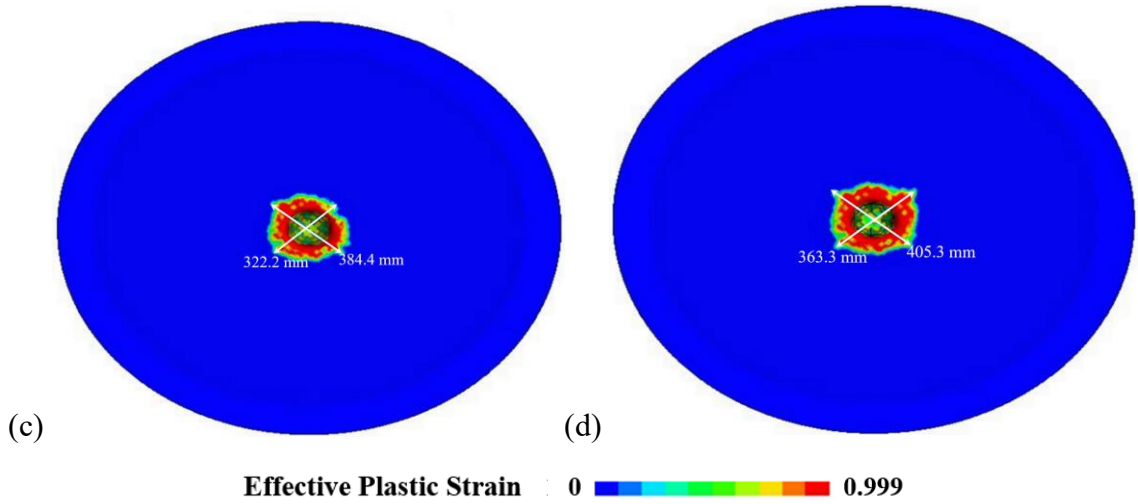 322.2 mm
384.4 mm
363.3 mm
405.3 mm
(c)
(d)
Effective Plastic Strain 0 0.999